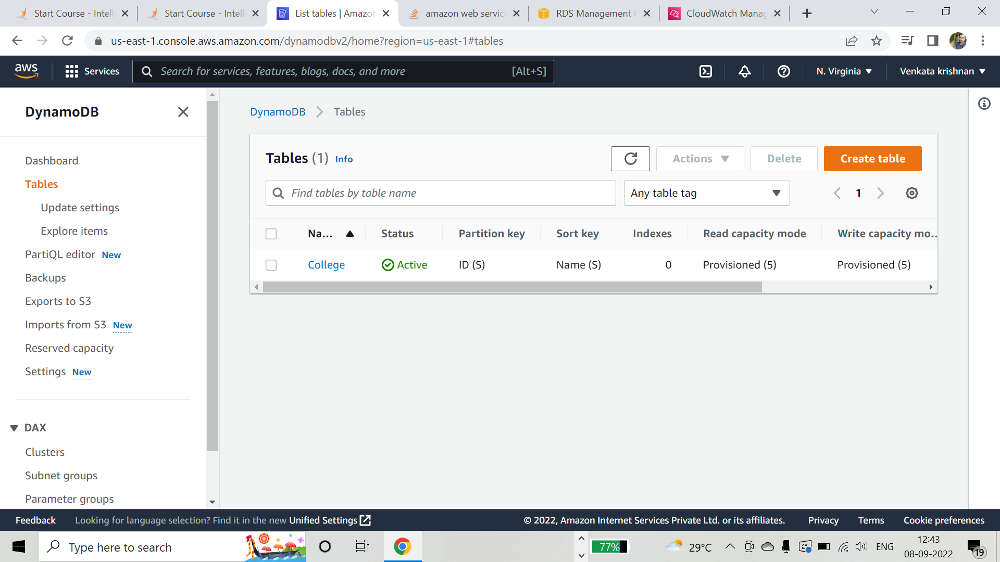 Start Course - Intell
Start Course - Intell
List tables | Amazon
amazon web service
RDS Management
CloudWatch Manag
us-east-1.console.aws.amazon.com/dynamodbv2/home?region=us-east-1#tables
aws
Services
Search for services, features, blogs, docs, and more
[Alt+S]
N. Virginia
Venkata krishnan
DynamoDB
Dashboard
Tables
Update settings
Explore items
PartiQL editor New
Backups
Exports to S3
Imports from S3 New
Reserved capacity
Settings New
DAX
Clusters
Subnet groups
Parameter groups
DynamoDB
Tables
Tables (1) Info
Actions
Delete
Create table
Find tables by table name
Any table tag
1
Na... Status Partition key Sort key Indexes Read capacity mode Write capacity mo..
College Active ID (S) Name (S) 0 Provisioned (5) Provisioned (5)
Feedback
Looking for language selection? Find it in the new Unified Settings
© 2022, Amazon Internet Services Private Ltd. or its affiliates.
Privacy
Terms
Cookie preferences
Type here to search
77%
29°C
ENG
12:43
08-09-2022
19